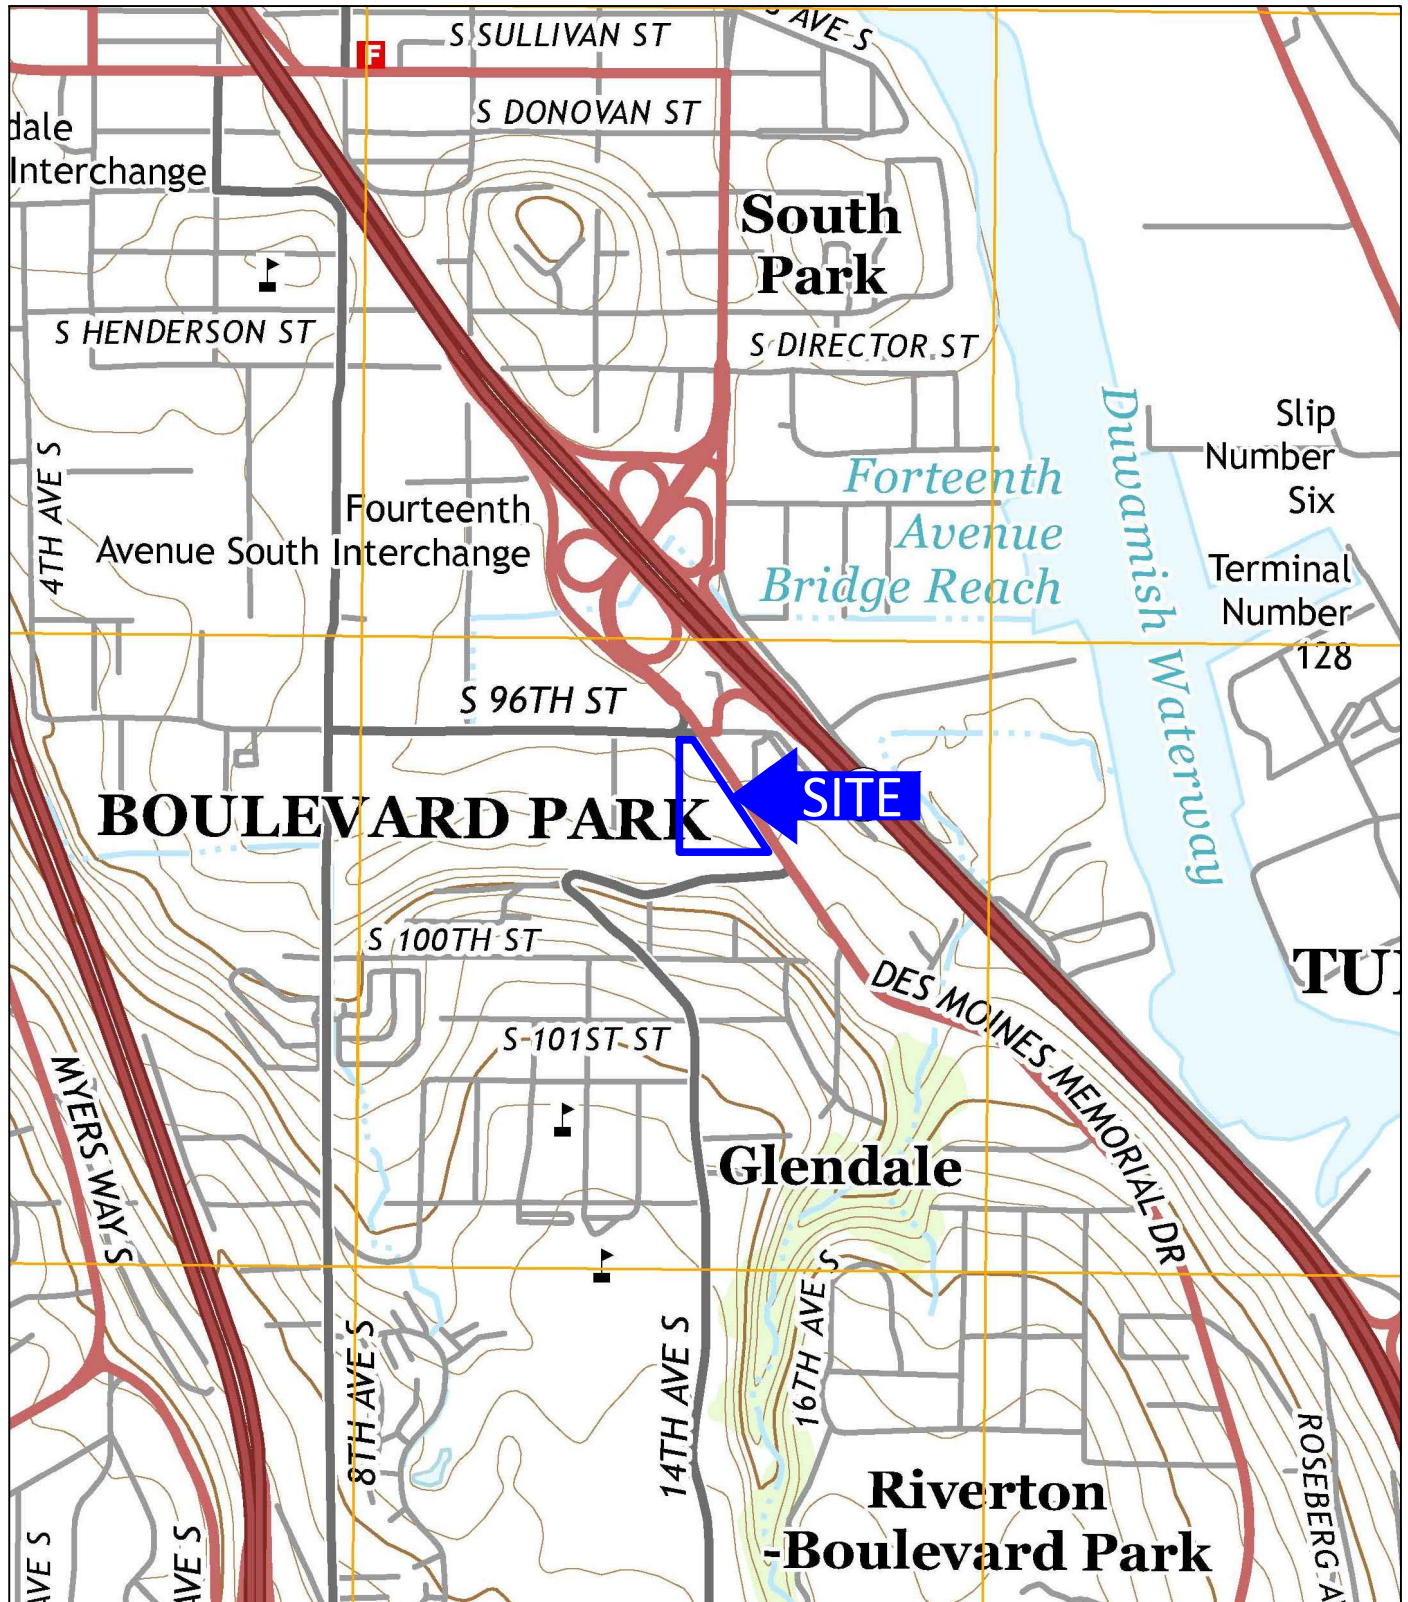 S AVE S
S SULLIVAN ST
F
S DONOVAN ST
dale
Interchange
South
Park
S HENDERSON ST
S DIRECTOR ST
Slip
Number
Six
4TH AVE S
Fourteenth
Avenue South Interchange
Forteenth
Avenue
Bridge Reach
Duwamish Waterway
Terminal
Number
128
S 96TH ST
SITE
BOULEVARD PARK
S 100TH ST
DES MOINES MEMORIAL DR
TU
S 101ST ST
MYERS WAY S
Glendale
16TH AVE S
8TH AVE S
14TH AVE S
ROSEBERG A
Riverton
-Boulevard Park
AVE S
AVE S